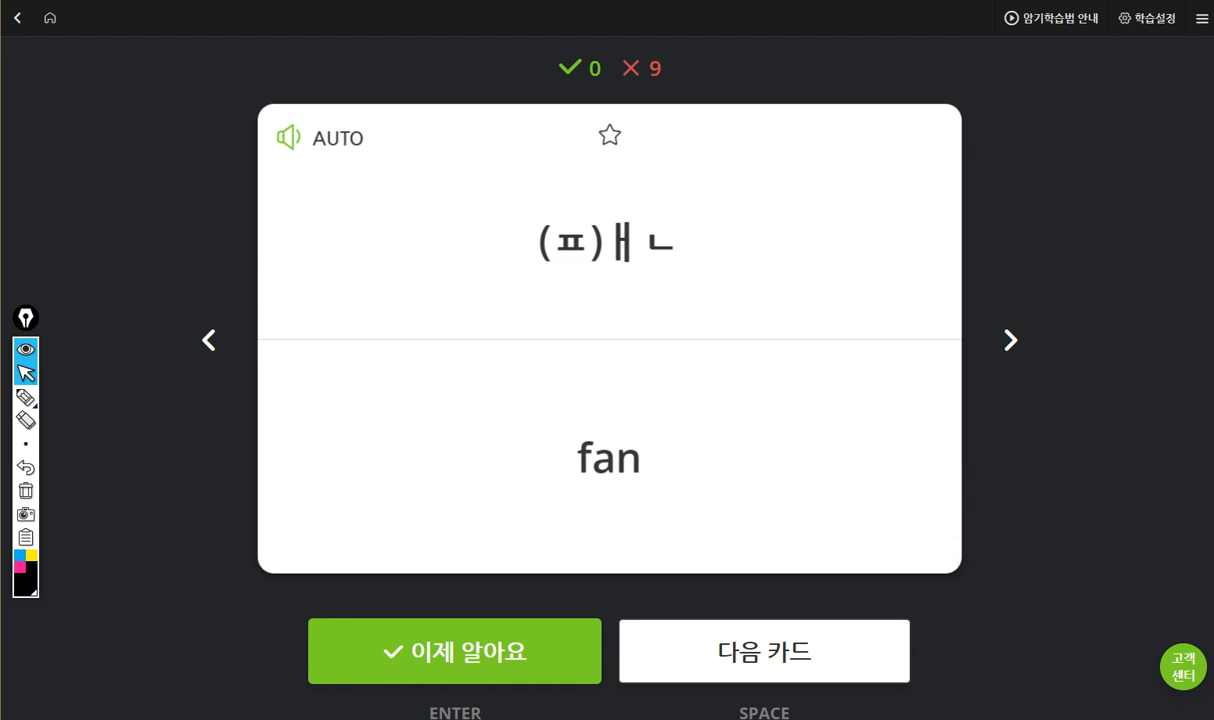 암기학습법 안내 학습설정
0 9
AUTO
(ㅍ)ㅐㄴ
fan
이제 알아요 다음 카드
ENTER SPACE
고객
센터